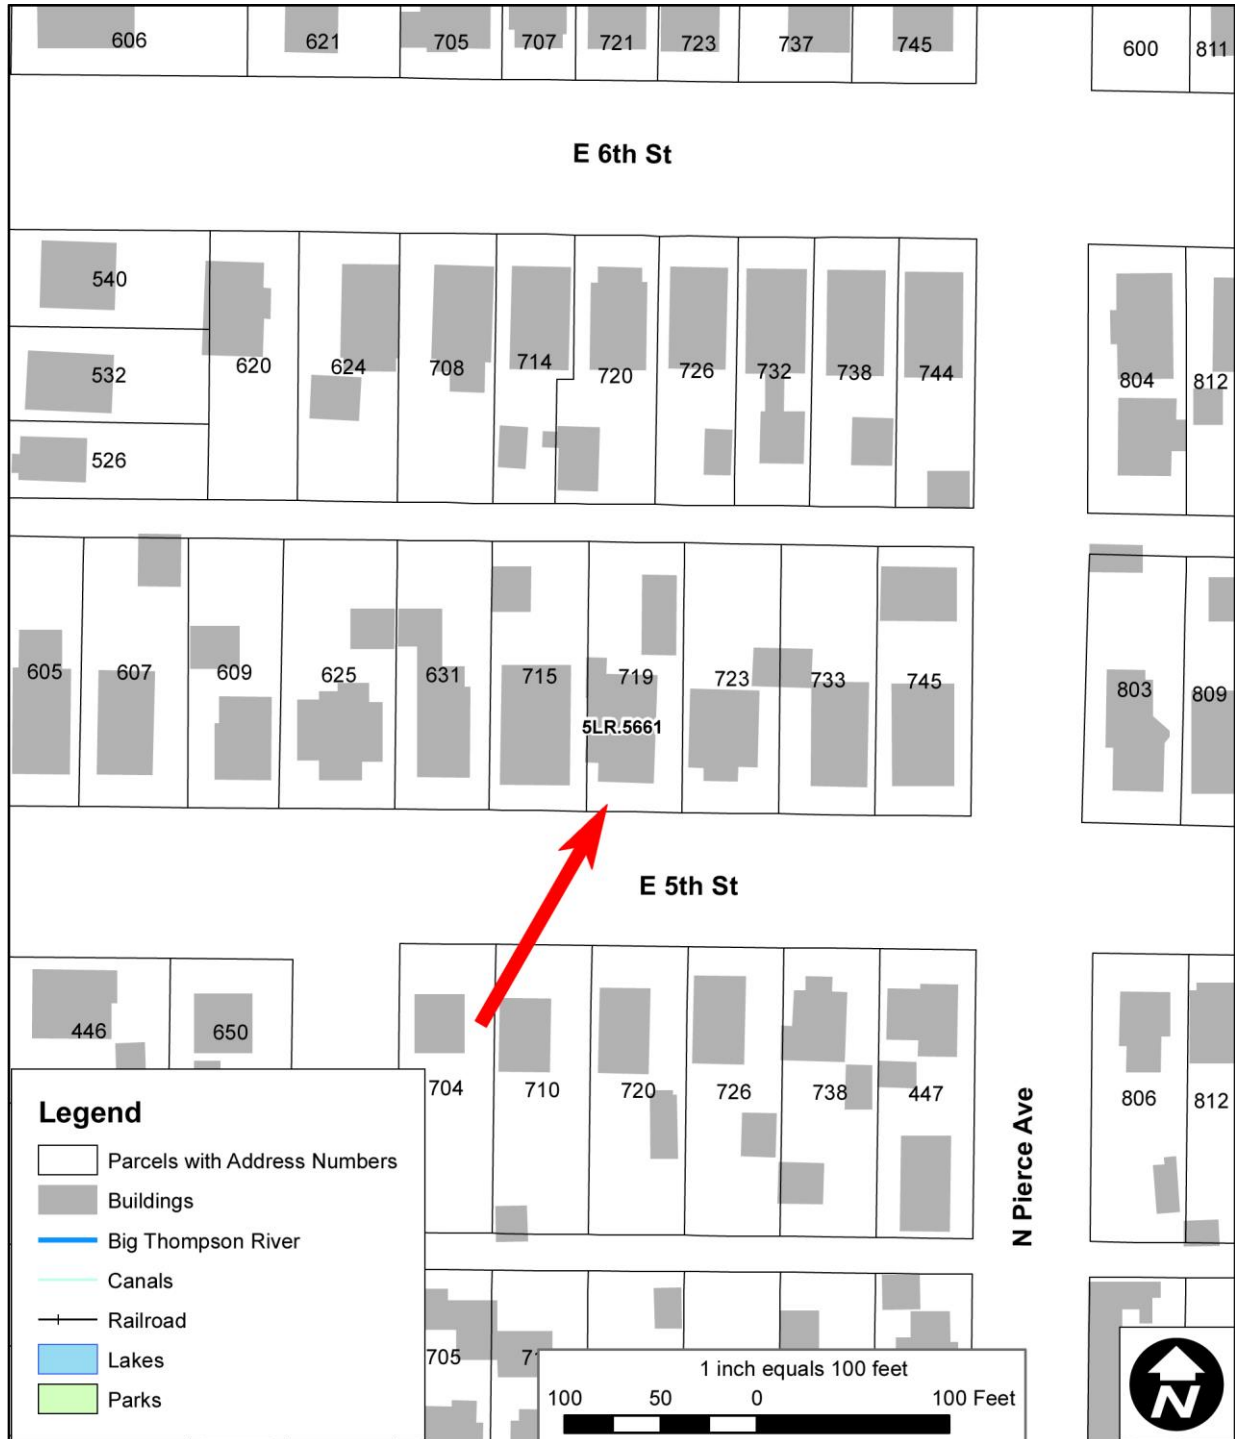 606 621 705 707 721 723 737 745 600 811
E 6th St
540
620 624 708 714 720 726 732 738 744 804 812
532
526
605 607 609 625 631 715 719 723 733 745 803 809
5LR.5661
E 5th St
446 650
704 710 720 726 738 447 806 812
N Pierce Ave
705
Legend
Parcels with Address Numbers
Buildings
Big Thompson River
Canals
Railroad
Lakes
Parks
1 inch equals 100 feet
100 50 0 100 Feet
N